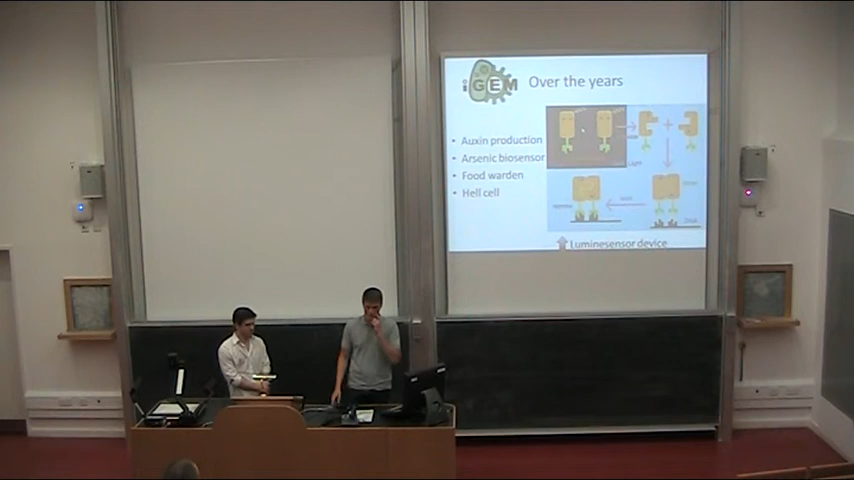 iGEM
Over the years
• Auxin production
• Arsenic biosensor
• Food warden
• Hell cell
Luminesensor device